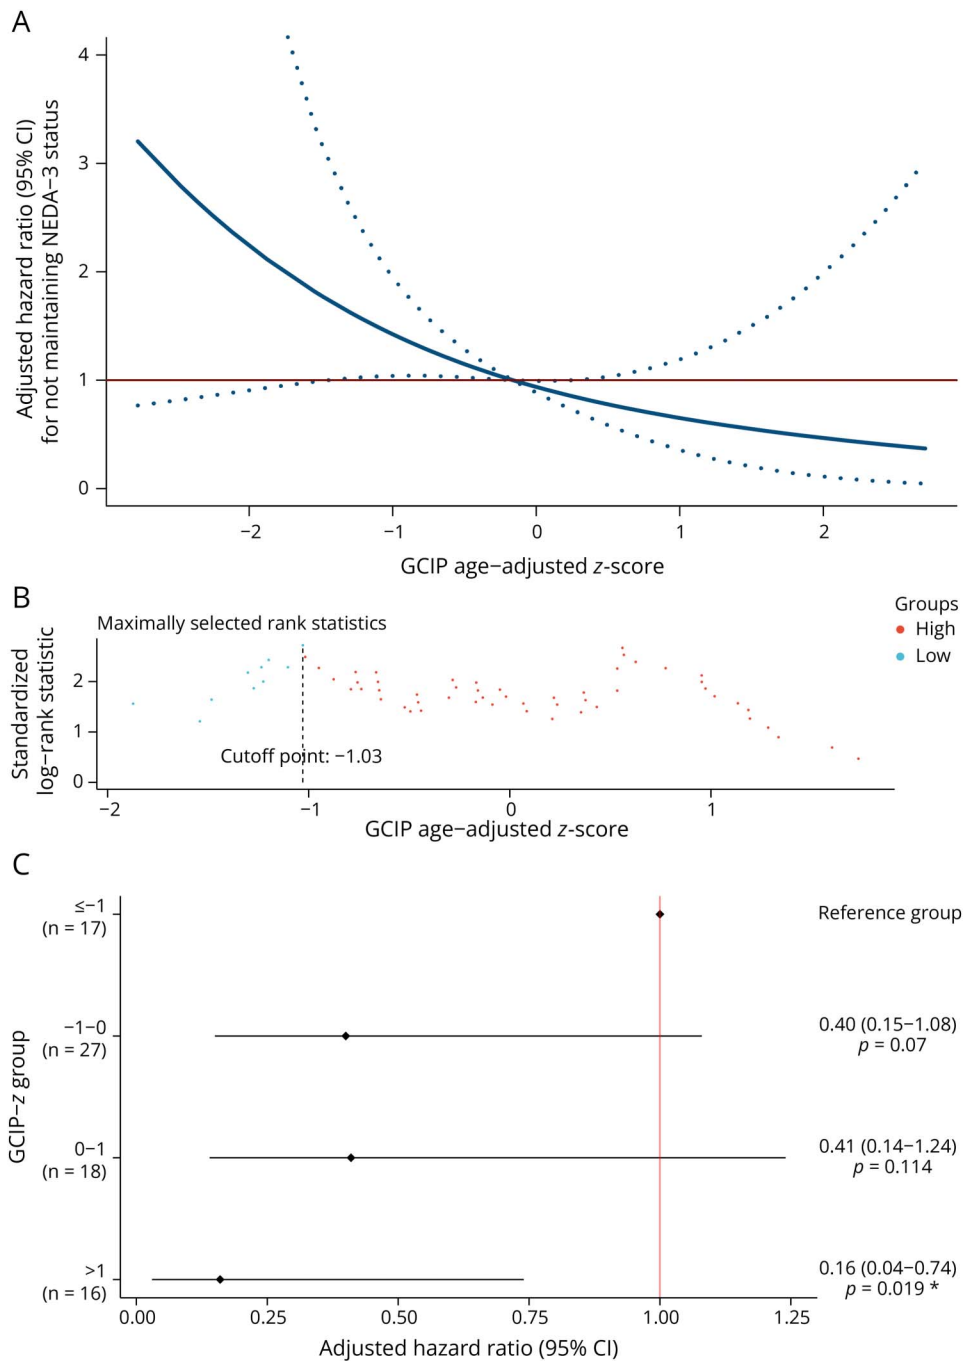 A
Adjusted hazard ratio (95% CI)
for not maintaining NEDA−3 status
4
3
2
1
0
−2
−1
0
1
2
GCIP age−adjusted z-score
B
Maximally selected rank statistics
Groups
High
Low
Standardized
log−rank statistic
2
1
0
Cutoff point: −1.03
−2
−1
0
1
GCIP age−adjusted z-score
C
GCIP−z group
≤−1
(n = 17)
Reference group
−1−0
(n = 27)
0.40 (0.15−1.08)
p = 0.07
0−1
(n = 18)
0.41 (0.14−1.24)
p = 0.114
>1
(n = 16)
0.16 (0.04−0.74)
p = 0.019 *
0.00
0.25
0.50
0.75
1.00
1.25
Adjusted hazard ratio (95% CI)